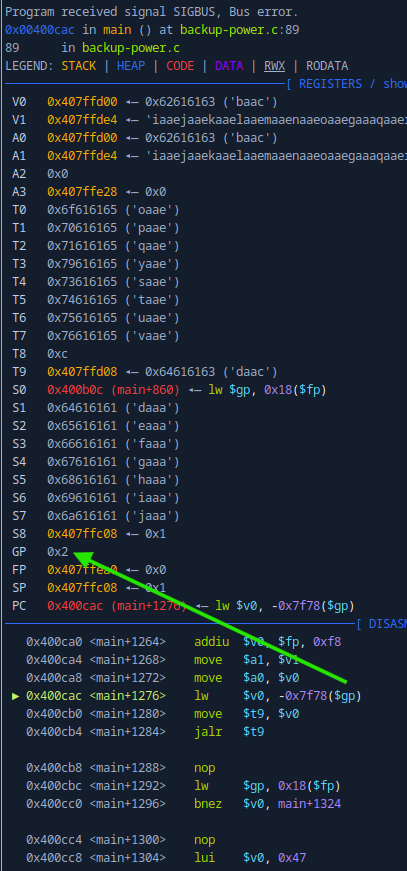 Program received signal SIGBUS, Bus error.
0x00400cac in main () at backup-power.c:89
89      in backup-power.c
LEGEND: STACK | HEAP | CODE | DATA | RWX | RODATA
[ REGISTERS / show
V0   0x407ffd00 ◂— 0x62616163 ('baac')
V1   0x407ffde4 ◂— 'iaaejaaekaaelaaemaaenaaeoaaegaaaqaaei
A0   0x407ffd00 ◂— 0x62616163 ('baac')
A1   0x407ffde4 ◂— 'iaaejaaekaaelaaemaaenaaeoaaegaaaqaaei
A2   0x0
A3   0x407ffe28 ◂— 0x0
T0   0x6f616165 ('oaae')
T1   0x70616165 ('paae')
T2   0x71616165 ('qaae')
T3   0x79616165 ('yaae')
T4   0x73616165 ('saae')
T5   0x74616165 ('taae')
T6   0x75616165 ('uaae')
T7   0x76616165 ('vaae')
T8   0xc
T9   0x407ffd08 ◂— 0x64616163 ('daac')
S0   0x400b0c (main+860) ◂— lw $gp, 0x18($fp)
S1   0x64616161 ('daaa')
S2   0x65616161 ('eaaa')
S3   0x66616161 ('faaa')
S4   0x67616161 ('gaaa')
S5   0x68616161 ('haaa')
S6   0x69616161 ('iaaa')
S7   0x6a616161 ('jaaa')
S8   0x407ffc08 ◂— 0x1
GP   0x2
FP   0x407ffea0 ◂— 0x0
SP   0x407ffc08 ◂— 0x1
PC   0x400cac (main+1276) ◂— lw $v0, -0x7f78($gp)
[ DISASM
0x400ca0 <main+1264>    addiu  $v0, $fp, 0xf8
0x400ca4 <main+1268>    move   $a1, $v1
0x400ca8 <main+1272>    move   $a0, $v0
► 0x400cac <main+1276>    lw     $v0, -0x7f78($gp)
0x400cb0 <main+1280>    move   $t9, $v0
0x400cb4 <main+1284>    jalr   $t9
0x400cb8 <main+1288>    nop
0x400cbc <main+1292>    lw     $gp, 0x18($fp)
0x400cc0 <main+1296>    bnez   $v0, main+1324
0x400cc4 <main+1300>    nop
0x400cc8 <main+1304>    lui    $v0, 0x47